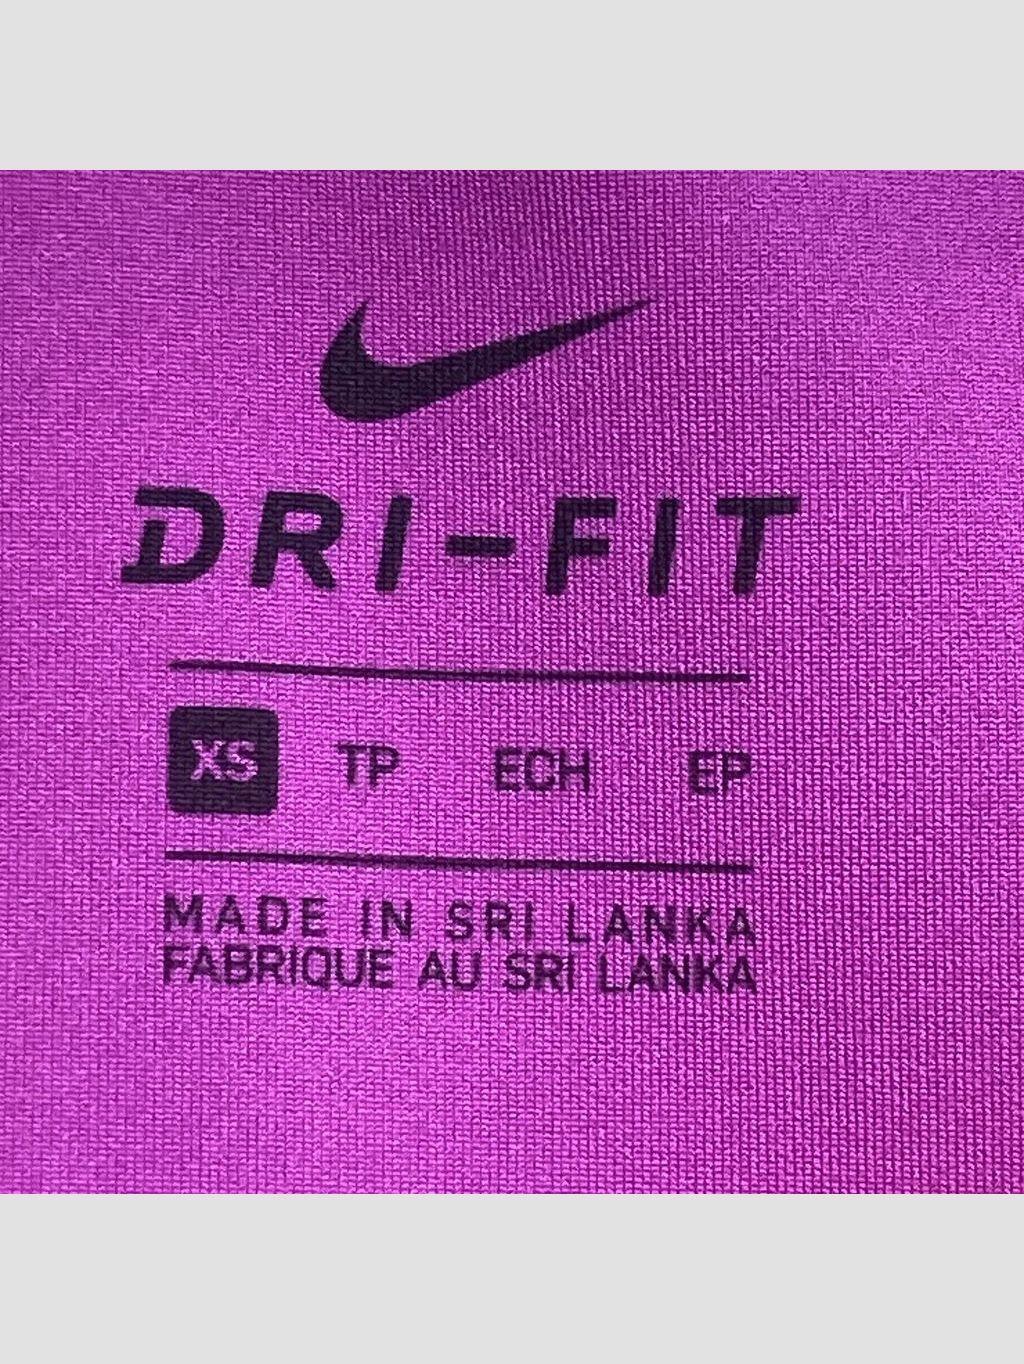 DRI-FIT
XS TP ECH EP
MADE IN SRI LANKA
FABRIQUE AU SRI LANKA